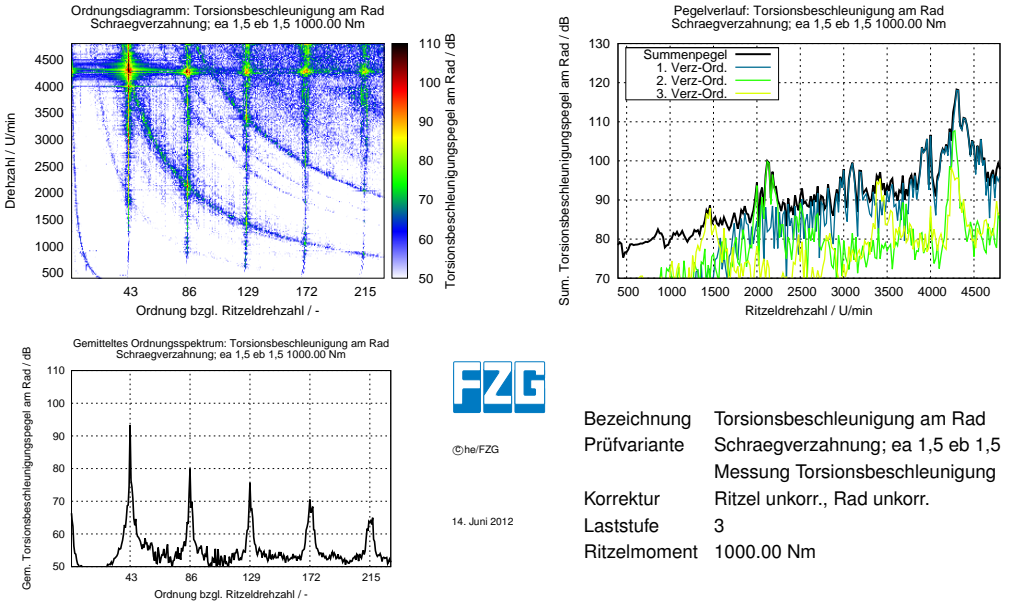 Ordnungsdiagramm: Torsionsbeschleunigung am Rad
Schraegverzahnung; ea 1,5 eb 1,5 1000.00 Nm
Drehzahl / U/min
4500
4000
3500
3000
2500
2000
1500
1000
500
43 86 129 172 215
Ordnung bzgl. Ritzeldrehzahl / -
110
100
90
80
70
60
50
Torsionsbeschleunigungspegel am Rad / dB
Pegelverlauf: Torsionsbeschleunigung am Rad
Schraegverzahnung; ea 1,5 eb 1,5 1000.00 Nm
Sum. Torsionsbeschleunigungspegel am Rad / dB
130
120
110
100
90
80
70
Summenpegel
1. Verz-Ord.
2. Verz-Ord.
3. Verz-Ord.
500 1000 1500 2000 2500 3000 3500 4000 4500
Ritzeldrehzahl / U/min
Gemitteltes Ordnungsspektrum: Torsionsbeschleunigung am Rad
Schraegverzahnung; ea 1,5 eb 1,5 1000.00 Nm
Gem. Torsionsbeschleunigungspegel am Rad / dB
110
100
90
80
70
60
50
43 86 129 172 215
Ordnung bzgl. Ritzeldrehzahl / -
FZG
©he/FZG
14. Juni 2012
Bezeichnung Torsionsbeschleunigung am Rad
Prüfvariante Schraegverzahnung; ea 1,5 eb 1,5
Messung Torsionsbeschleunigung
Korrektur Ritzel unkorr., Rad unkorr.
Laststufe 3
Ritzelmoment 1000.00 Nm